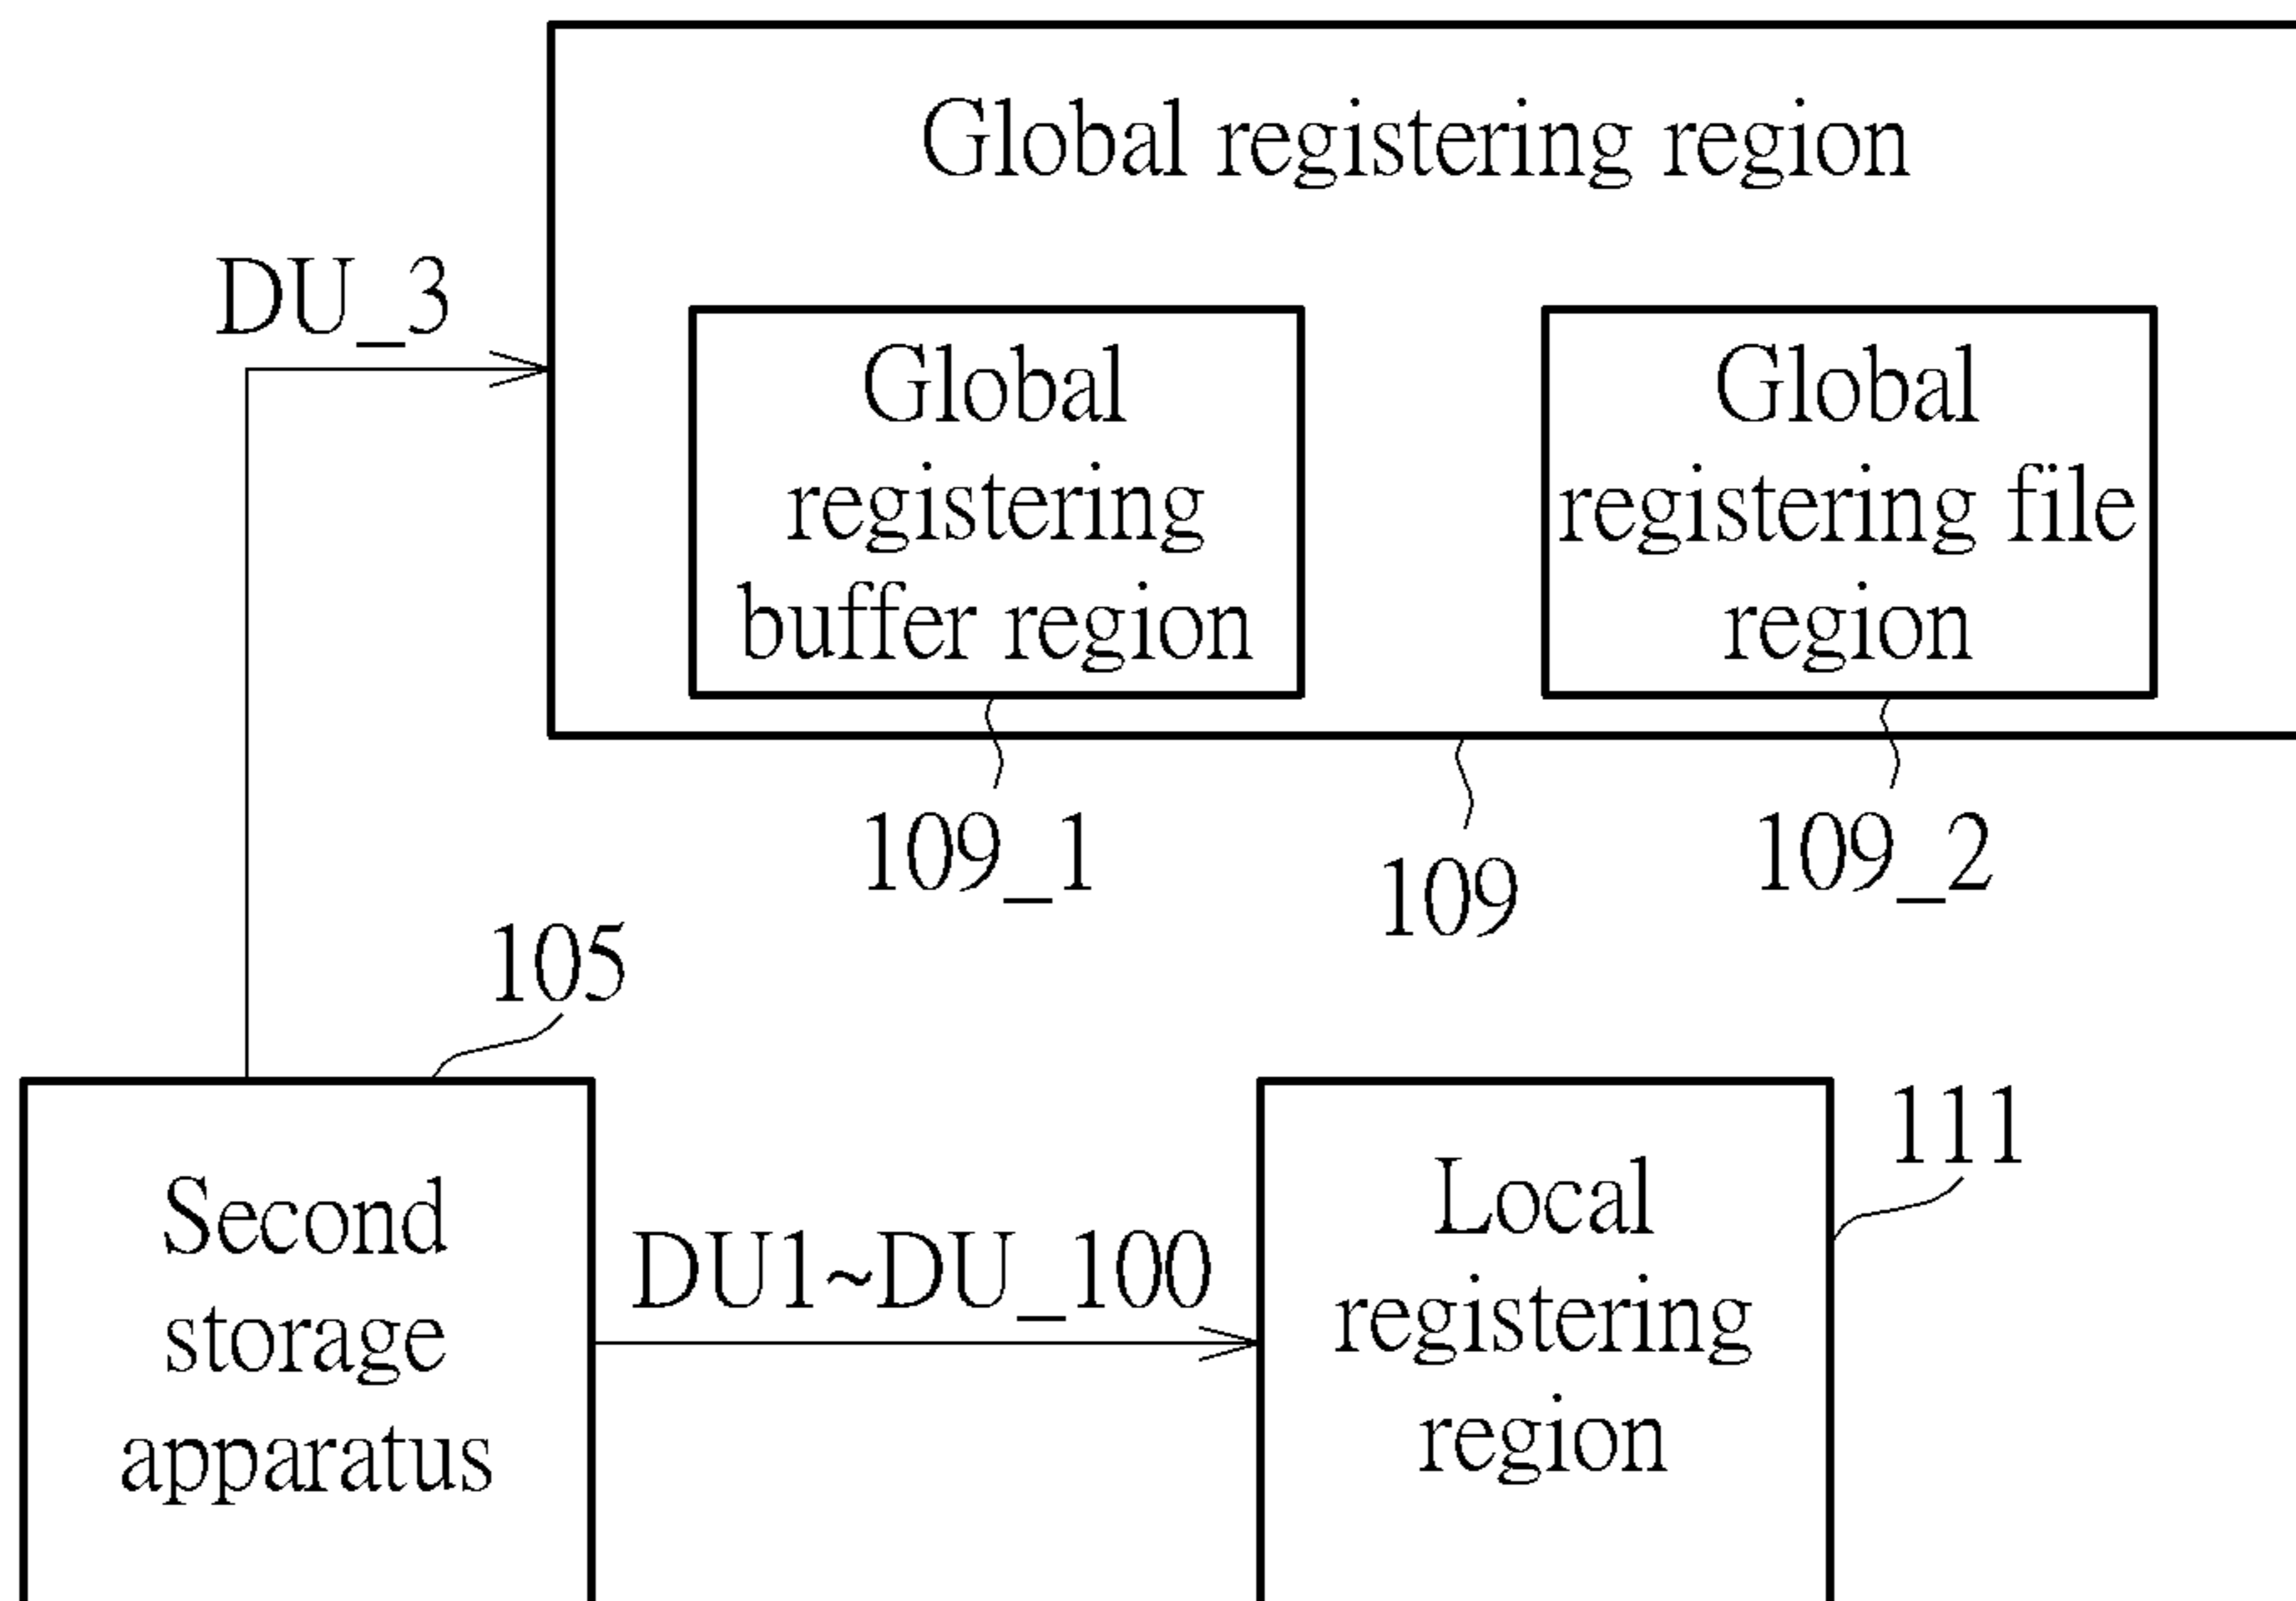 Global registering region
DU_3
Global
registering
buffer region
Global
registering file
region
109_1
109
109_2
105
Second
storage
apparatus
DU1~DU_100
Local
registering
region
111